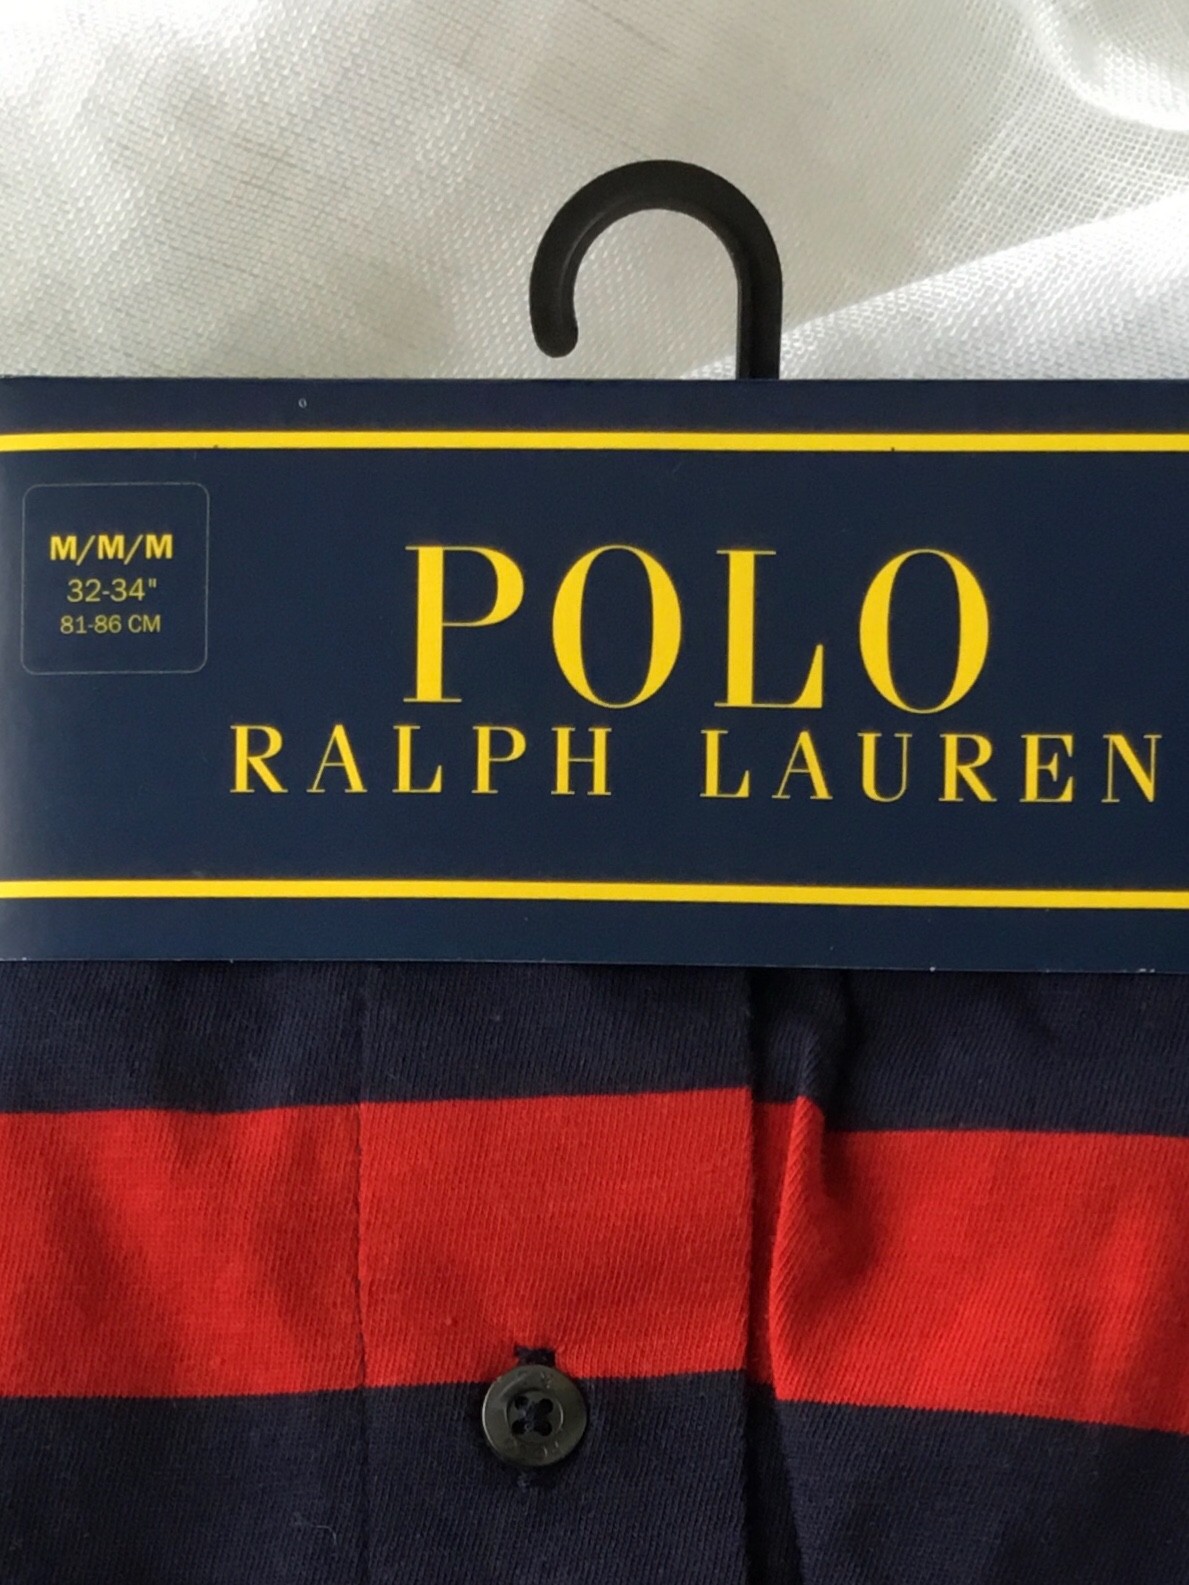 M/M/M
32-34"
81-86 CM
POLO
RALPH LAUREN